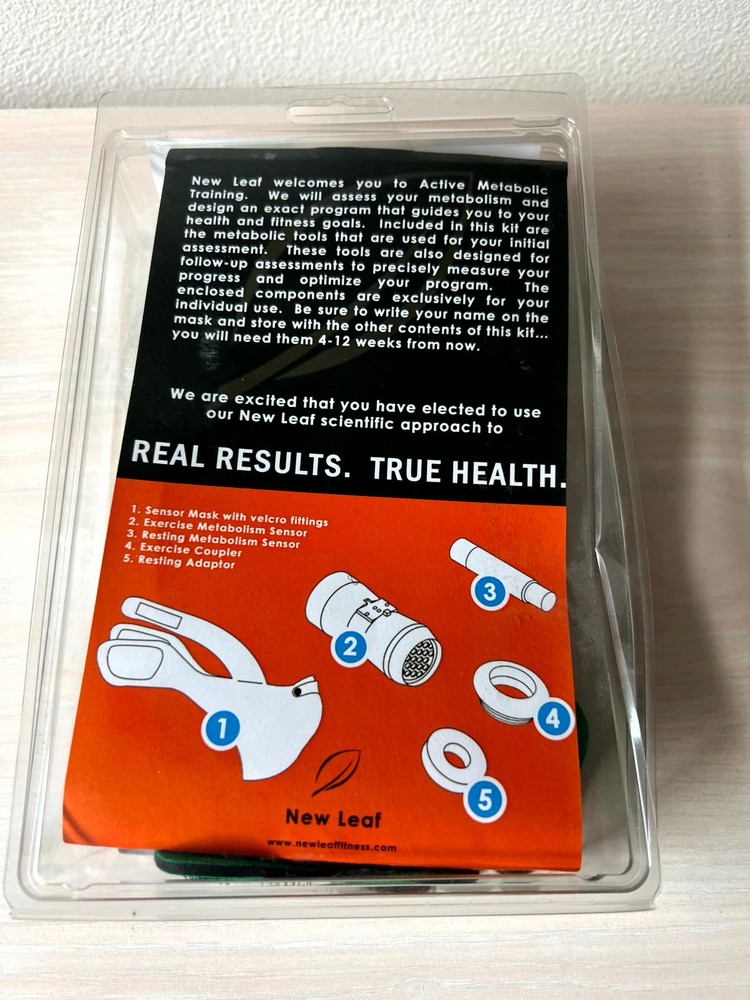 New Leaf welcomes you to Active Metabolic
Training. We will assess your metabolism and
design an exact program that guides you to your
health and fitness goals. Included in this kit are
the metabolic tools that are used for your initial
assessment. These tools are also designed for
follow-up assessments to precisely measure your
progress and optimize your program. The
enclosed components are exclusively for your
individual use. Be sure to write your name on the
mask and store with the other contents of this kit...
you will need them 4-12 weeks from now.
We are excited that you have elected to use
our New Leaf scientific approach to
REAL RESULTS. TRUE HEALTH.
1. Sensor Mask with velcro fittings
2. Exercise Metabolism Sensor
3. Resting Metabolism Sensor
4. Exercise Coupler
5. Resting Adaptor
3
2
1
4
5
New Leaf
www.newleaffitness.com